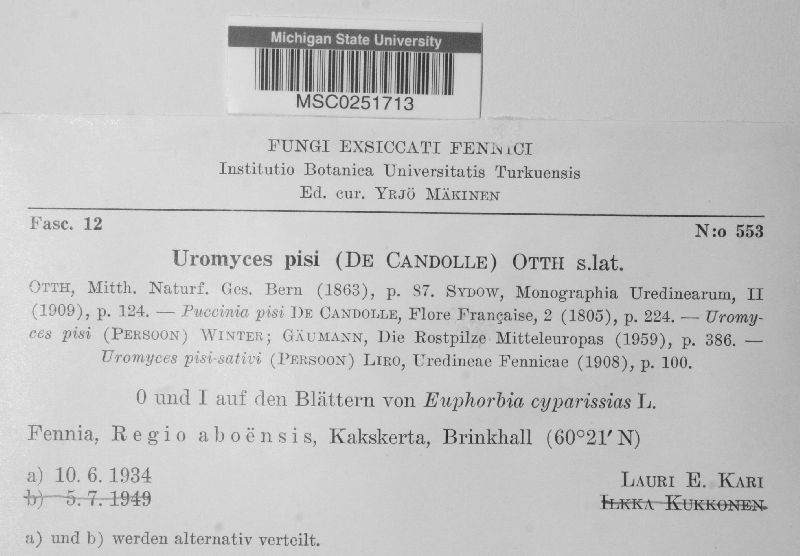 Michigan State University
MSC0251713
FUNGI EXSICCATI FENNICI
Institutio Botanica Universitatis Turkuensis
Ed. cur. YRJÖ MÄKINEN
Fasc. 12
N:o 553
Uromyces pisi (DE CANDOLLE) OTTH s.lat.
OTTH, Mitth. Naturf. Ges. Bern (1863), p. 87. SYDOW, Monographia Uredinearum, II
(1909), p. 124. — Puccinia pisi DE CANDOLLE, Flore Française, 2 (1805), p. 224. — Uromy-
ces pisi (PERSOON) WINTER; GÄUMANN, Die Rostpilze Mitteleuropas (1959), p. 386. —
Uromyces pisi-sativi (PERSOON) LIRO, Uredineae Fennicae (1908), p. 100.
0 und I auf den Blättern von Euphorbia cyparissias L.
Fennia, Regio aboënsis, Kakskerta, Brinkhall (60°21′ N)
a) 10. 6. 1934
LAURI E. KARI
b) 5. 7. 1949
ILKKA KUKKONEN
a) und b) werden alternativ verteilt.